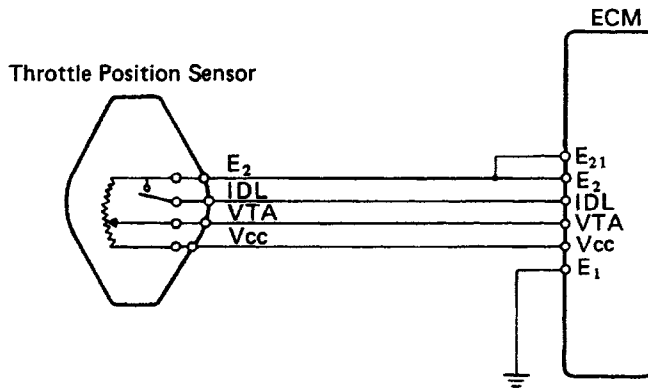 ECM
Throttle Position Sensor
E2
IDL
VTA
Vcc
E21
E2
IDL
VTA
Vcc
E1